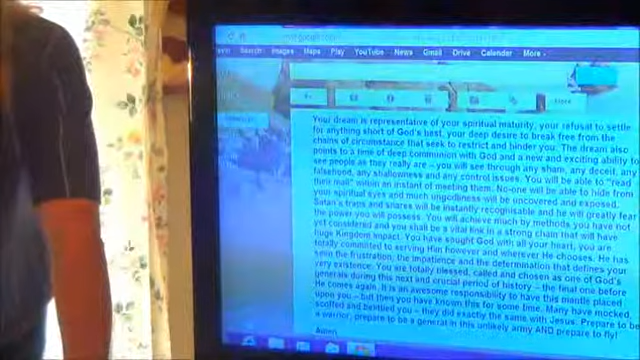 Search Images Maps Play YouTube News Gmail Drive Calendar More
More
Your dream is representative of your spiritual maturity, your refusal to settle
for anything short of God's best, your deep desire to break free from the
chains of circumstance that seek to restrict and hinder you. The dream also
points to a time of deep communion with God and a new and exciting ability to
see people as they really are – you will see through any sham, any deceit, any
falsehood, any shallowness and any control issues. You will be able to "read
their mail" within an instant of meeting them. No-one will be able to hide from
your spiritual eyes and much ungodliness will be uncovered and exposed.
Satan's traps and snares will be instantly recognisable and he will greatly fear
the power you will possess. You will achieve much by methods, you have not
yet considered and you shall be a vital link in a strong chain that will have
huge Kingdom impact. You have sought God with all your heart, you are
totally committed to serving Him however and wherever He chooses. He has
seen the frustration, the impatience and the determination that defines your
very existence. You are totally blessed, called and chosen as one of God's
generals during this next and crucial period of history – the final one before
He comes again. It is an awesome responsibility to have this mantle placed
upon you – but then you have known this for some time. Many have mocked,
scoffed and belittled you – they did exactly the same with Jesus. Prepare to be
a warrior, prepare to be a general in this unlikely army AND prepare to fly!